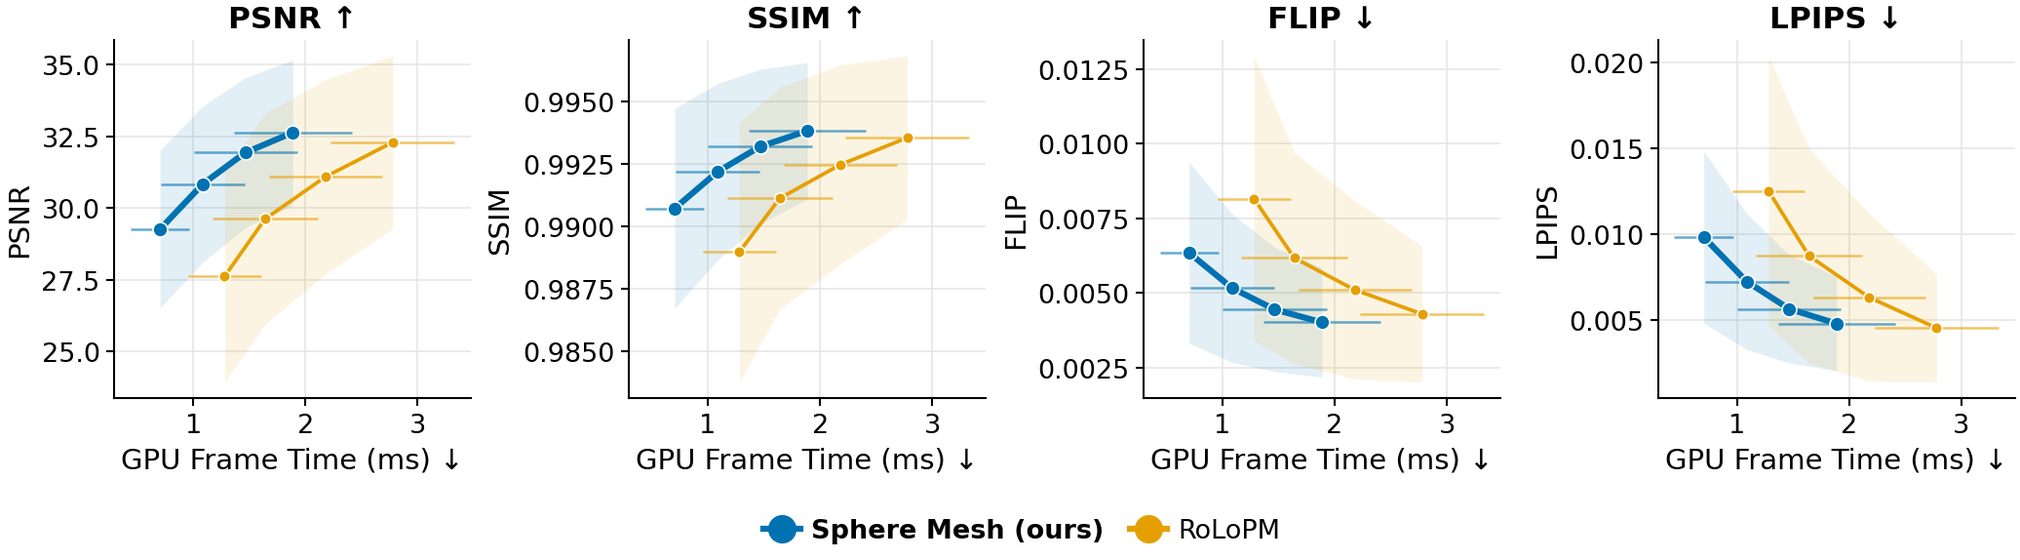 PSNR ↑
35.0
32.5
30.0
27.5
25.0
PSNR
1 2 3
GPU Frame Time (ms) ↓
SSIM ↑
0.9950
0.9925
0.9900
0.9875
0.9850
SSIM
1 2 3
GPU Frame Time (ms) ↓
FLIP ↓
0.0125
0.0100
0.0075
0.0050
0.0025
FLIP
1 2 3
GPU Frame Time (ms) ↓
LPIPS ↓
0.020
0.015
0.010
0.005
LPIPS
1 2 3
GPU Frame Time (ms) ↓
Sphere Mesh (ours) RoLoPM